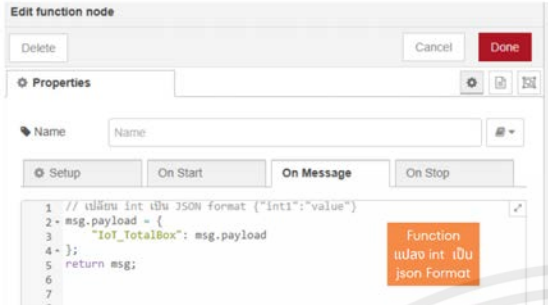 Edit function node
Delete
Cancel
Done
Properties
Name
Name
Setup
On Start
On Message
On Stop
1 // เปลี่ยน int เป็น JSON format {"int1":"value"}
2 msg.payload = {
3 "IoT_TotalBox": msg.payload
4 };
5 return msg;
6
7
Function
แปลง int เป็น
json Format